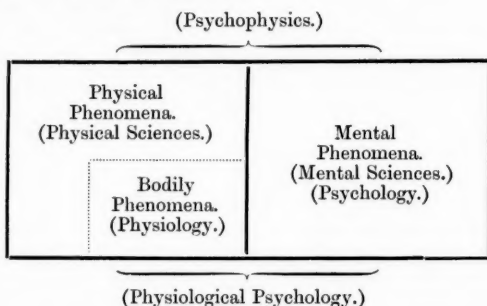 (Psychophysics.)
Physical
Phenomena.
(Physical Sciences.)
Bodily
Phenomena.
(Physiology.)
Mental
Phenomena.
(Mental Sciences.)
(Psychology.)
(Physiological Psychology.)